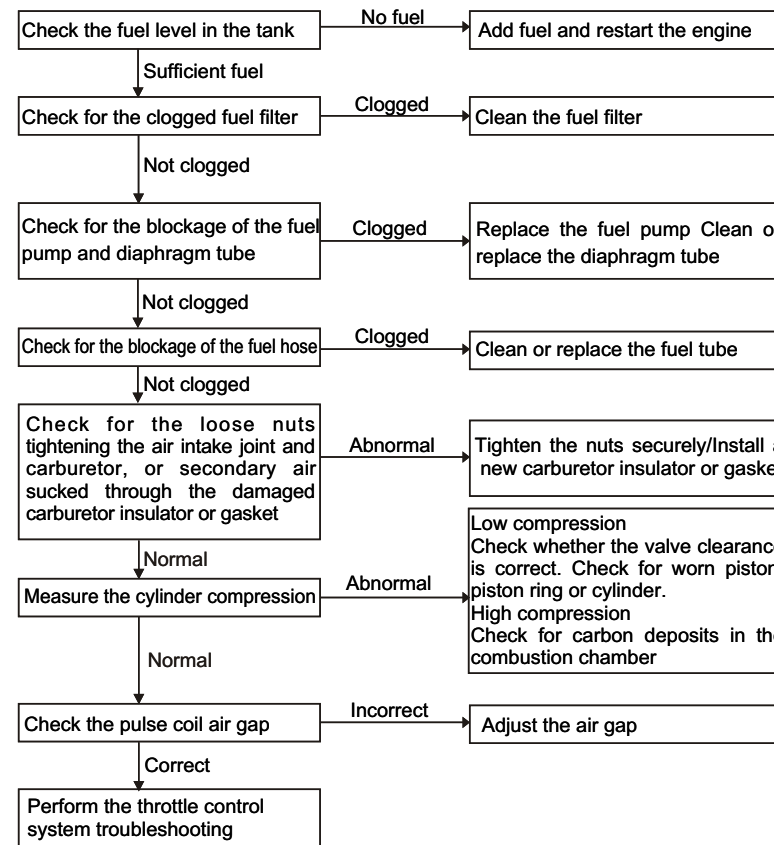 Check the fuel level in the tank
No fuel
Add fuel and restart the engine
Sufficient fuel
Check for the clogged fuel filter
Clogged
Clean the fuel filter
Not clogged
Check for the blockage of the fuel
pump and diaphragm tube
Clogged
Replace the fuel pump Clean o
replace the diaphragm tube
Not clogged
Check for the blockage of the fuel hose
Clogged
Clean or replace the fuel tube
Not clogged
Check for the loose nuts
tightening the air intake joint and
carburetor, or secondary air
sucked through the damaged
carburetor insulator or gasket
Abnormal
Tighten the nuts securely/Install a
new carburetor insulator or gaske
Normal
Measure the cylinder compression
Abnormal
Low compression
Check whether the valve clearance
is correct. Check for worn piston
piston ring or cylinder.
High compression
Check for carbon deposits in the
combustion chamber
Normal
Check the pulse coil air gap
Incorrect
Adjust the air gap
Correct
Perform the throttle control
system troubleshooting